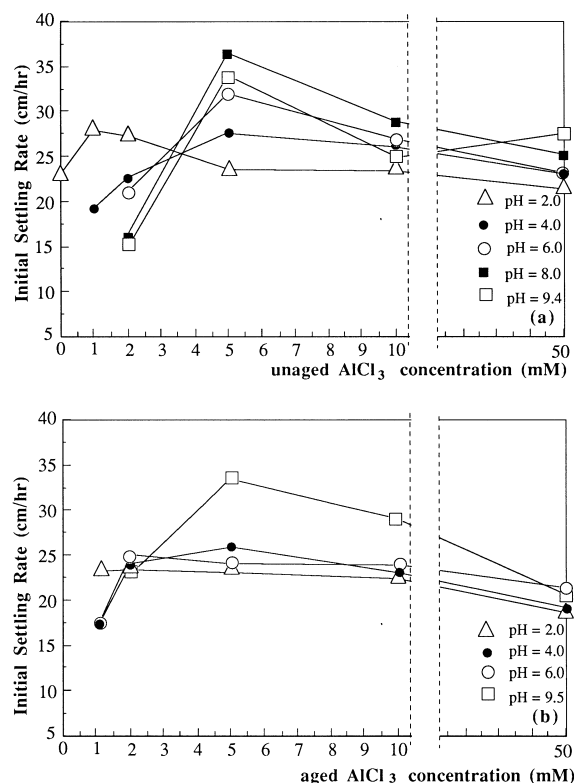 40
35
30
25
20
15
10
5
Initial Settling Rate (cm/hr)
pH = 2.0
pH = 4.0
pH = 6.0
pH = 8.0
pH = 9.4
(a)
0 1 2 3 4 5 6 7 8 9 10 50
unaged AlCl3 concentration (mM)
40
35
30
25
20
15
10
5
Initial Settling Rate (cm/hr)
pH = 2.0
pH = 4.0
pH = 6.0
pH = 9.5
(b)
0 1 2 3 4 5 6 7 8 9 10 50
aged AlCl3 concentration (mM)